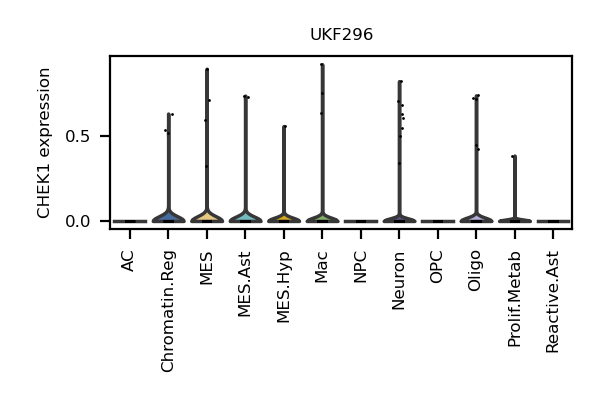 UKF296
CHEK1 expression
0.5
0.0
AC
Chromatin.Reg
MES
MES.Ast
MES.Hyp
Mac
NPC
Neuron
OPC
Oligo
Prolif.Metab
Reactive.Ast